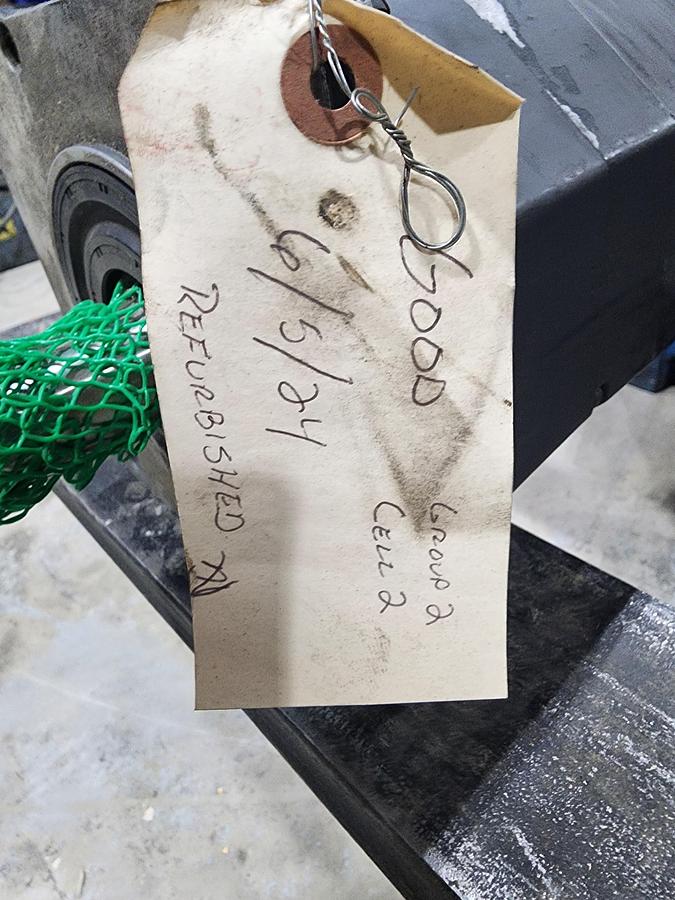 GOOD
GROUP 2
CELL 2
6/5/24
REFURBISHED